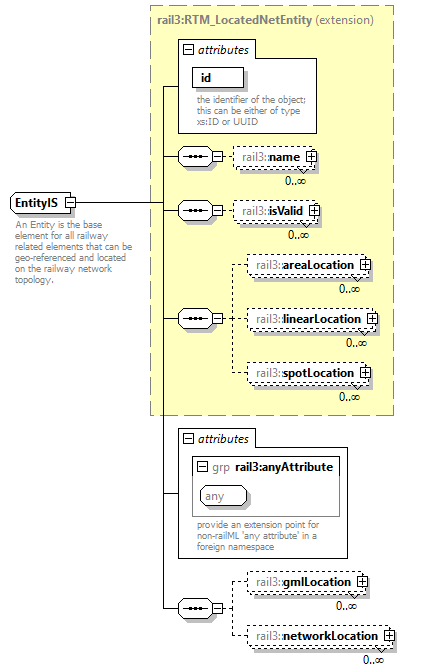 rail3:RTM_LocatedNetEntity (extension)
attributes
id
the identifier of the object;
this can be either of type
xs:ID or UUID
rail3::name
0..∞
EntityIS
An Entity is the base
element for all railway
related elements that can be
geo-referenced and located
on the railway network
topology.
rail3::isValid
0..∞
rail3::areaLocation
0..∞
rail3::linearLocation
0..∞
rail3::spotLocation
0..∞
attributes
grp rail3:anyAttribute
any
provide an extension point for
non-railML 'any attribute' in a
foreign namespace
rail3::gmlLocation
0..∞
rail3::networkLocation
0..∞